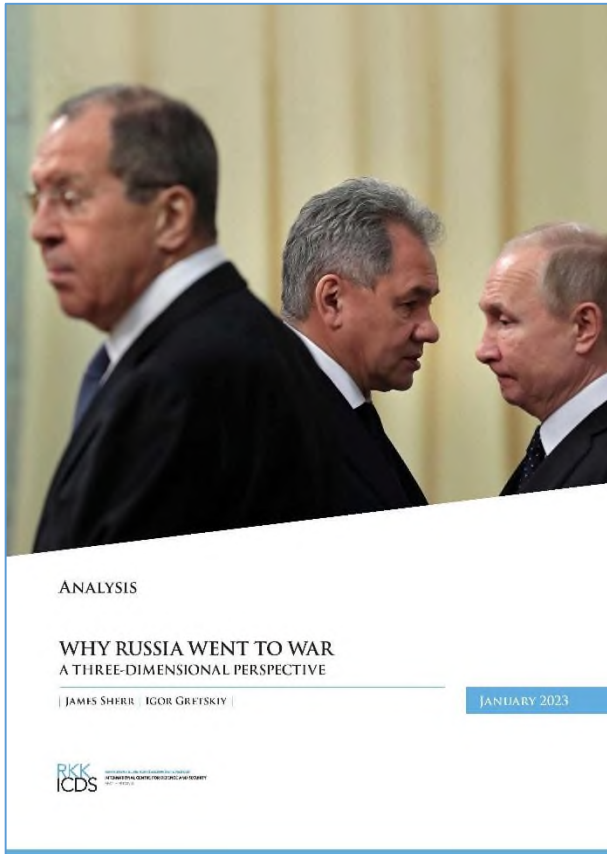 ANALYSIS
WHY RUSSIA WENT TO WAR
A THREE-DIMENSIONAL PERSPECTIVE
| JAMES SHERR | IGOR GRETSKIY |
JANUARY 2023
RKK
ICDS
INTERNATIONAL CENTRE FOR DEFENCE AND SECURITY